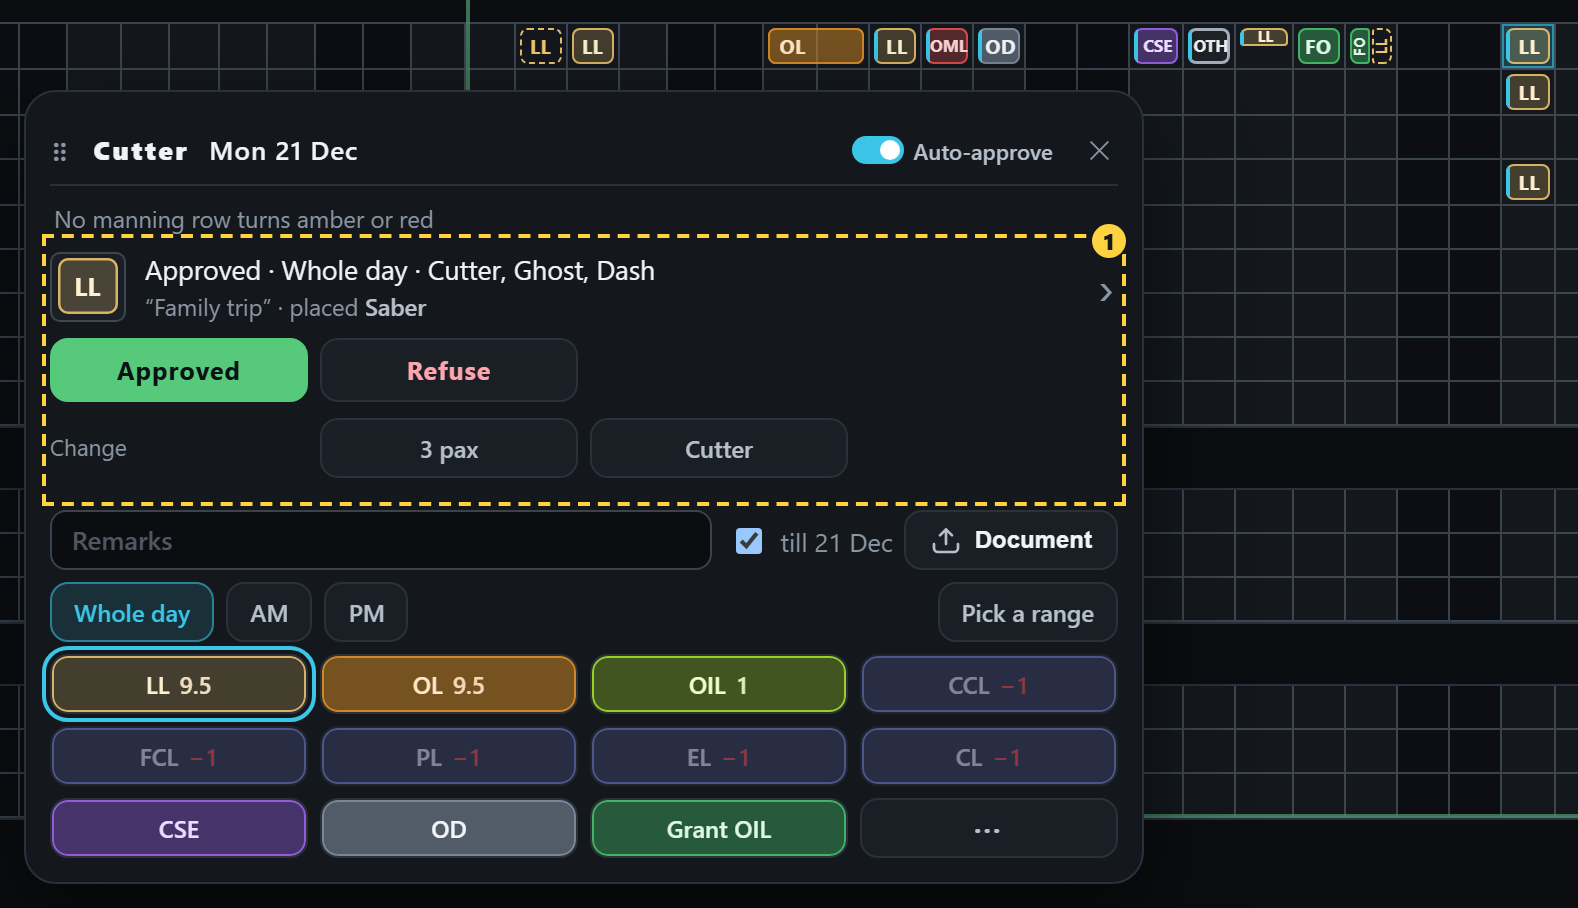 LL LL OL LL OML OD CSE OTH LL FO FO LL LL
LL
Cutter Mon 21 Dec Auto-approve
LL
No manning row turns amber or red
1
LL Approved · Whole day · Cutter, Ghost, Dash
“Family trip” · placed Saber
Approved Refuse
Change 3 pax Cutter
Remarks till 21 Dec Document
Whole day AM PM Pick a range
LL 9.5 OL 9.5 OIL 1 CCL −1
FCL −1 PL −1 EL −1 CL −1
CSE OD Grant OIL ...